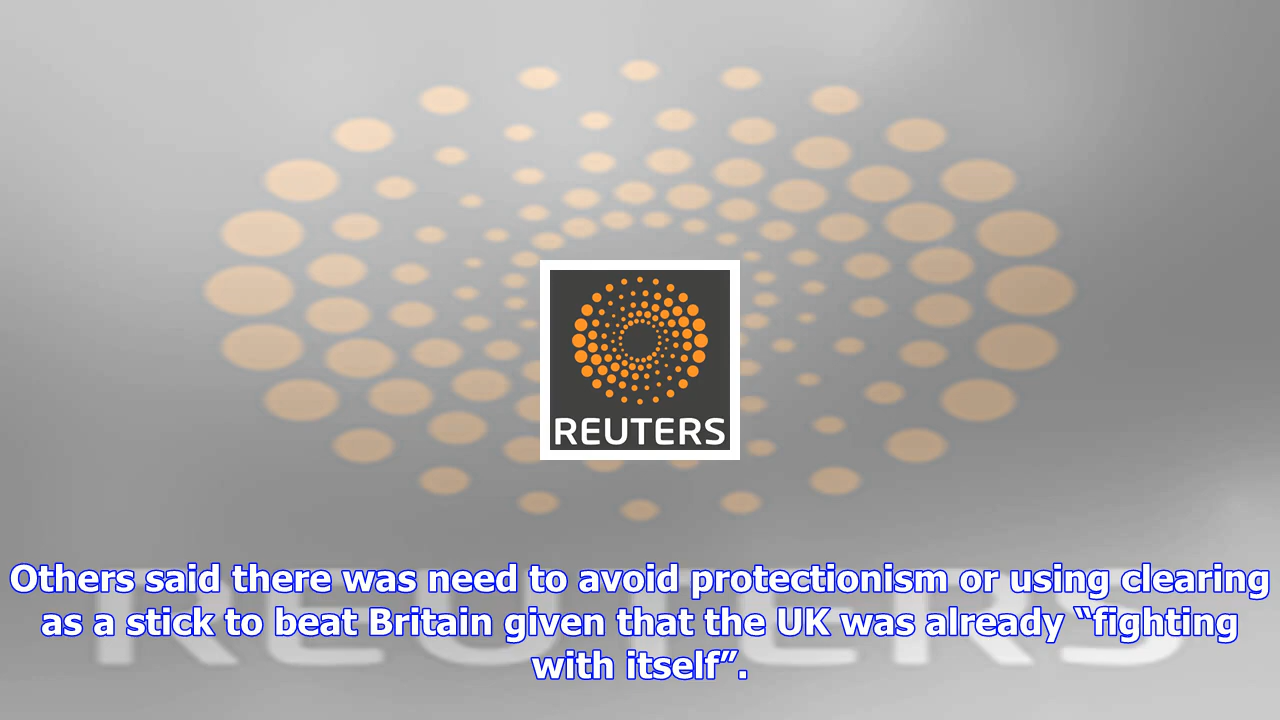 REUTERS
Others said there was need to avoid protectionism or using clearing
as a stick to beat Britain given that the UK was already “fighting
with itself”.
REUTERS